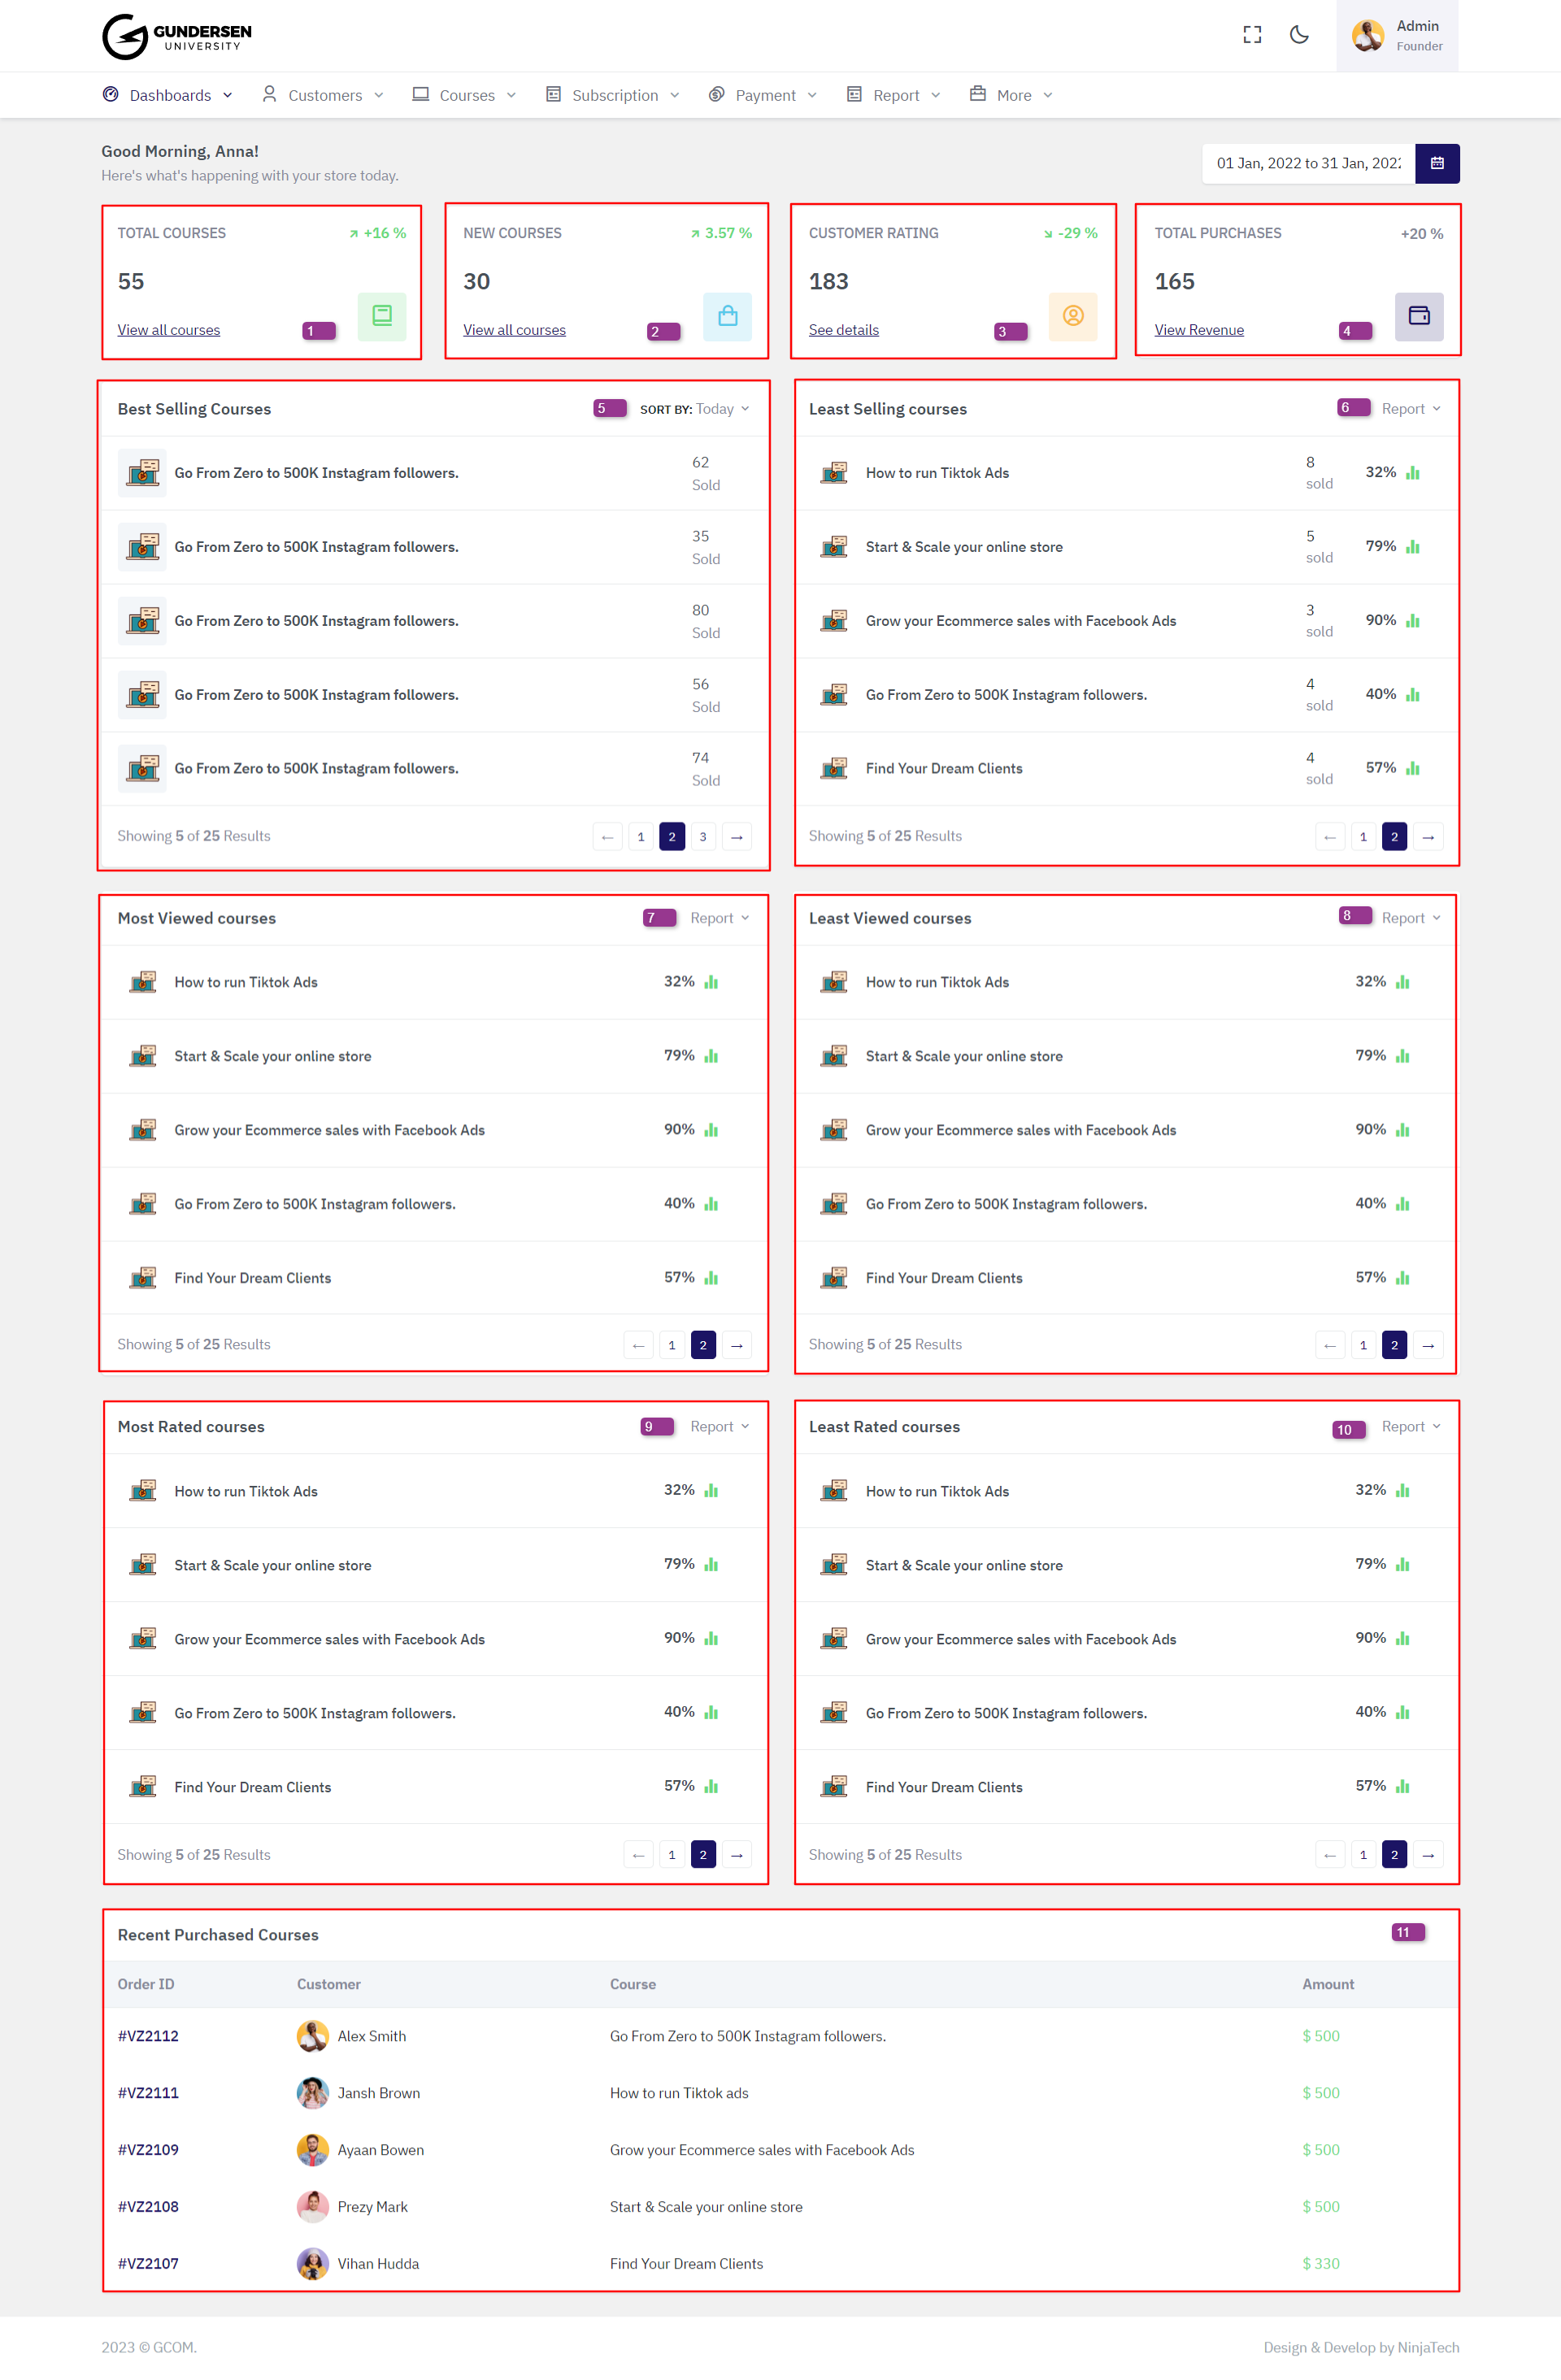 GUNDERSEN
UNIVERSITY
Admin
Founder
Dashboards
Customers
Courses
Subscription
Payment
Report
More
Good Morning, Anna!
Here's what's happening with your store today.
01 Jan, 2022 to 31 Jan, 202
TOTAL COURSES
+16 %
55
View all courses
1
NEW COURSES
3.57 %
30
View all courses
2
CUSTOMER RATING
-29 %
183
See details
3
TOTAL PURCHASES
+20 %
165
View Revenue
4
Best Selling Courses
5
SORT BY: Today
Go From Zero to 500K Instagram followers.
62
Sold
Go From Zero to 500K Instagram followers.
35
Sold
Go From Zero to 500K Instagram followers.
80
Sold
Go From Zero to 500K Instagram followers.
56
Sold
Go From Zero to 500K Instagram followers.
74
Sold
Showing 5 of 25 Results
← 1 2 3 →
Least Selling courses
6
Report
How to run Tiktok Ads
8
sold
32%
Start & Scale your online store
5
sold
79%
Grow your Ecommerce sales with Facebook Ads
3
sold
90%
Go From Zero to 500K Instagram followers.
4
sold
40%
Find Your Dream Clients
4
sold
57%
Showing 5 of 25 Results
← 1 2 →
Most Viewed courses
7
Report
How to run Tiktok Ads
32%
Start & Scale your online store
79%
Grow your Ecommerce sales with Facebook Ads
90%
Go From Zero to 500K Instagram followers.
40%
Find Your Dream Clients
57%
Showing 5 of 25 Results
← 1 2 →
Least Viewed courses
8
Report
How to run Tiktok Ads
32%
Start & Scale your online store
79%
Grow your Ecommerce sales with Facebook Ads
90%
Go From Zero to 500K Instagram followers.
40%
Find Your Dream Clients
57%
Showing 5 of 25 Results
← 1 2 →
Most Rated courses
9
Report
How to run Tiktok Ads
32%
Start & Scale your online store
79%
Grow your Ecommerce sales with Facebook Ads
90%
Go From Zero to 500K Instagram followers.
40%
Find Your Dream Clients
57%
Showing 5 of 25 Results
← 1 2 →
Least Rated courses
10
Report
How to run Tiktok Ads
32%
Start & Scale your online store
79%
Grow your Ecommerce sales with Facebook Ads
90%
Go From Zero to 500K Instagram followers.
40%
Find Your Dream Clients
57%
Showing 5 of 25 Results
← 1 2 →
Recent Purchased Courses
11
Order ID Customer Course Amount
#VZ2112 Alex Smith Go From Zero to 500K Instagram followers. $ 500
#VZ2111 Jansh Brown How to run Tiktok ads $ 500
#VZ2109 Ayaan Bowen Grow your Ecommerce sales with Facebook Ads $ 500
#VZ2108 Prezy Mark Start & Scale your online store $ 500
#VZ2107 Vihan Hudda Find Your Dream Clients $ 330
2023 © GCOM.
Design & Develop by NinjaTech